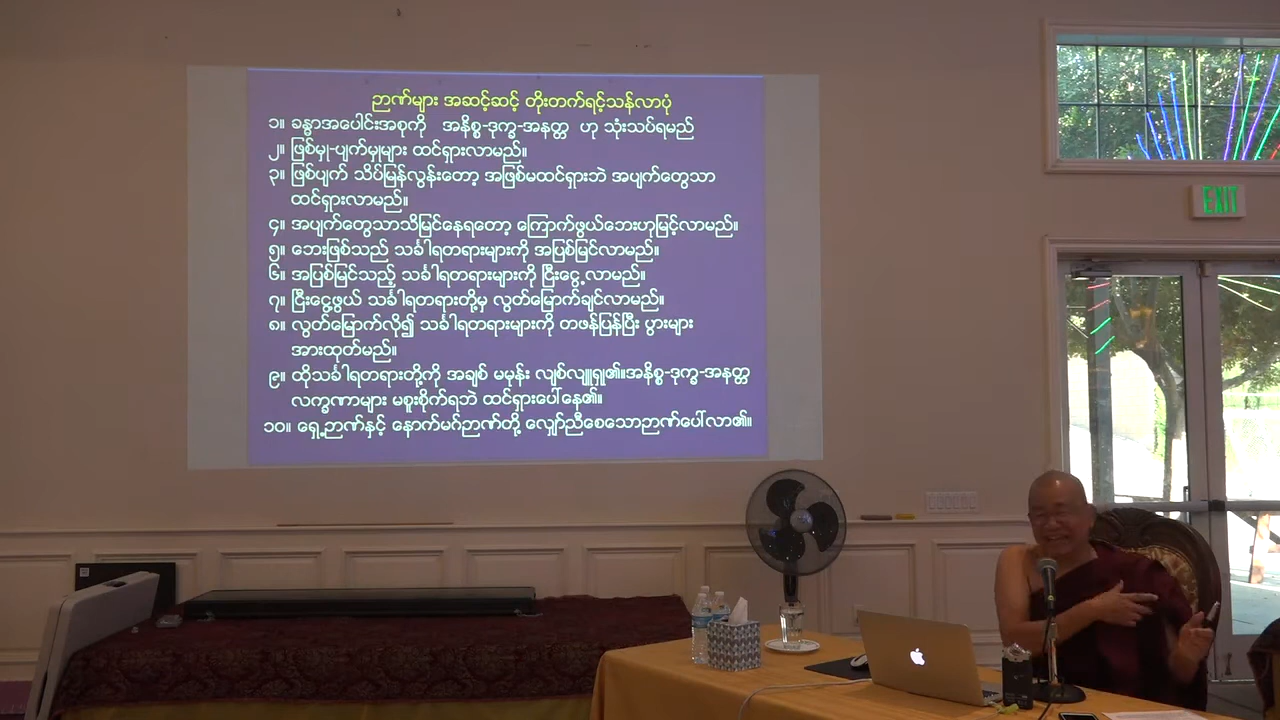 ဉာဏ်များ အဆင့်ဆင့် တိုးတက်ရင့်သန်လာပုံ
၁။ ခန္ဓာအပေါင်းအစုကို အနိစ္စ-ဒုက္ခ-အနတ္တ ဟု သုံးသပ်ရမည်
၂။ ဖြစ်မှု-ပျက်မှုများ ထင်ရှားလာမည်။
၃။ ဖြစ်ပျက် သိပ်မြန်လွန်းတော့ အဖြစ်မထင်ရှားဘဲ အပျက်တွေသာ
ထင်ရှားလာမည်။
၄။ အပျက်တွေသာသိမြင်နေရတော့ ကြောက်ဖွယ်ဘေးဟုမြင့်လာမည်။
၅။ ဘေးဖြစ်သည် သင်္ခါရတရားများကို အပြစ်မြင်လာမည်။
၆။ အပြစ်မြင်သည့် သင်္ခါရတရားများကို ငြီးငွေ့လာမည်။
၇။ ငြီးငွေ့ဖွယ် သင်္ခါရတရားတို့မှ လွတ်မြောက်ချင်လာမည်။
၈။ လွတ်မြောက်လို၍ သင်္ခါရတရားများကို တဖန်ပြန်ပြီး ပွားများ
အားထုတ်မည်။
၉။ ထိုသင်္ခါရတရားတို့ကို အချစ် မမုန်း လျစ်လျူရှု၏။အနိစ္စ-ဒုက္ခ-အနတ္တ
လက္ခဏာများ မစူးစိုက်ရဘဲ ထင်ရှားပေါ်နေ၏။
၁၀။ ရှေ့ဉာဏ်နှင့် နောက်မဂ်ဉာဏ်တို့ လျှော်ညီစေသောဉာဏ်ပေါ်လာ၏။
EXIT